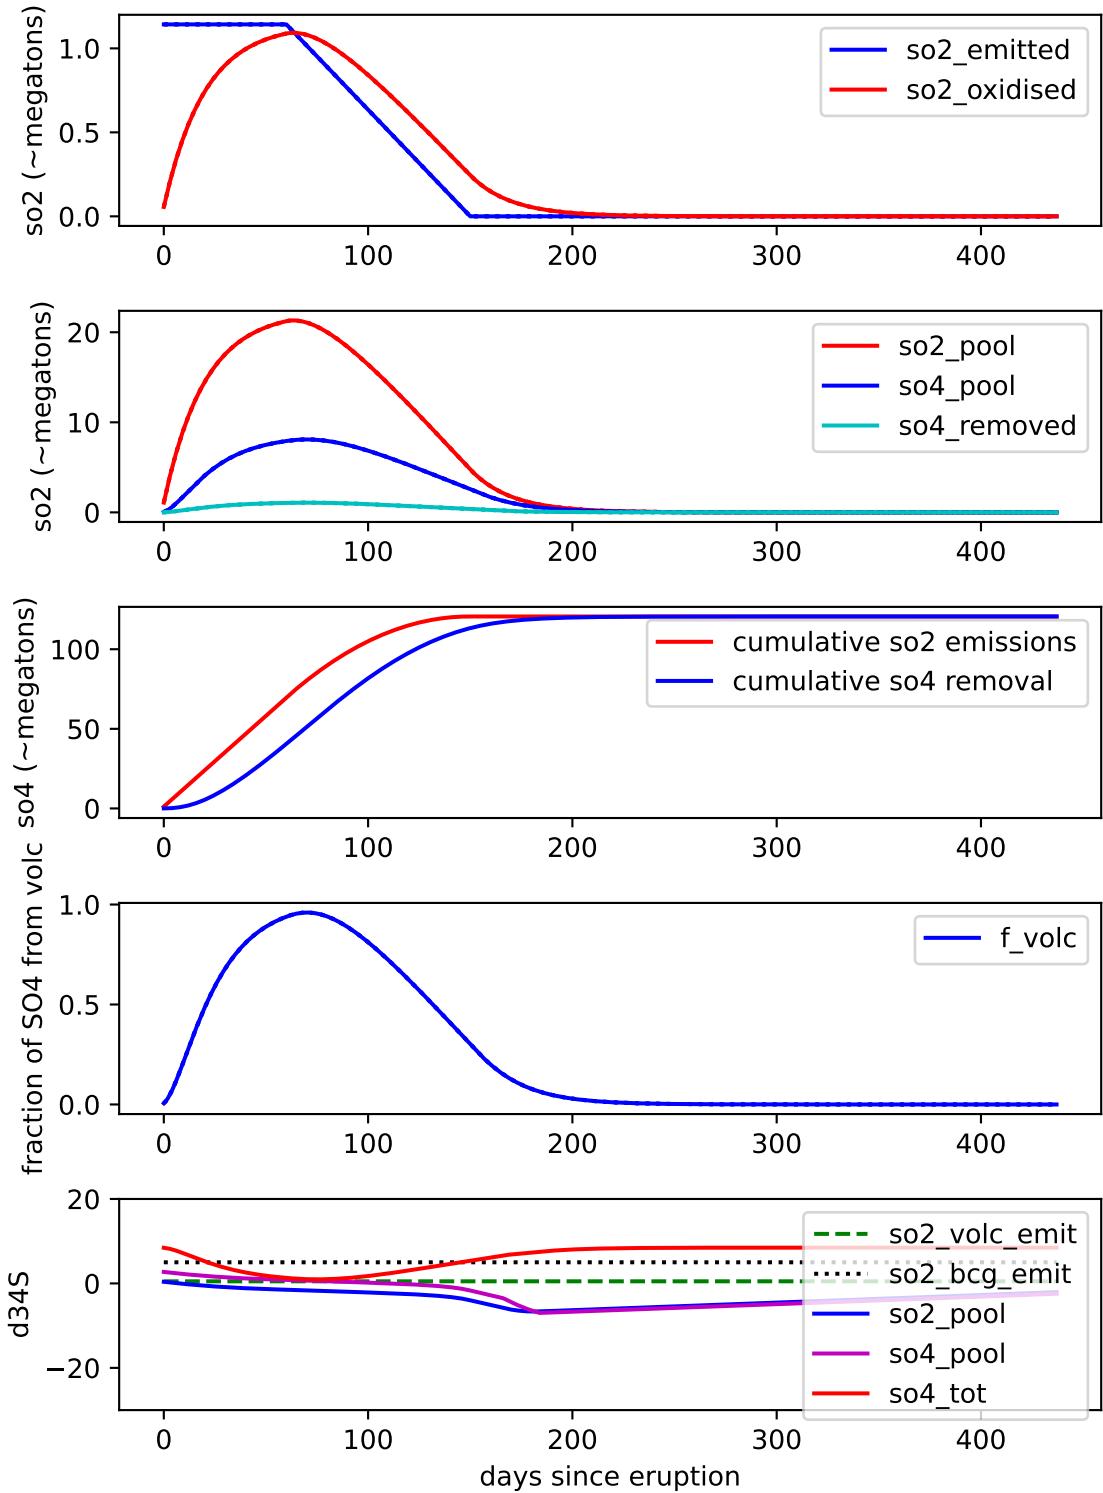 so2 (~megatons)
1.0
0.5
0.0
so2_emitted
so2_oxidised
0 100 200 300 400
so2 (~megatons)
20
10
0
so2_pool
so4_pool
so4_removed
0 100 200 300 400
so4 (~megatons)
100
50
0
cumulative so2 emissions
cumulative so4 removal
0 100 200 300 400
fraction of SO4 from volc
1.0
0.5
0.0
f_volc
0 100 200 300 400
d34S
20
0
−20
so2_volc_emit
so2_bcg_emit
so2_pool
so4_pool
so4_tot
0 100 200 300 400
days since eruption